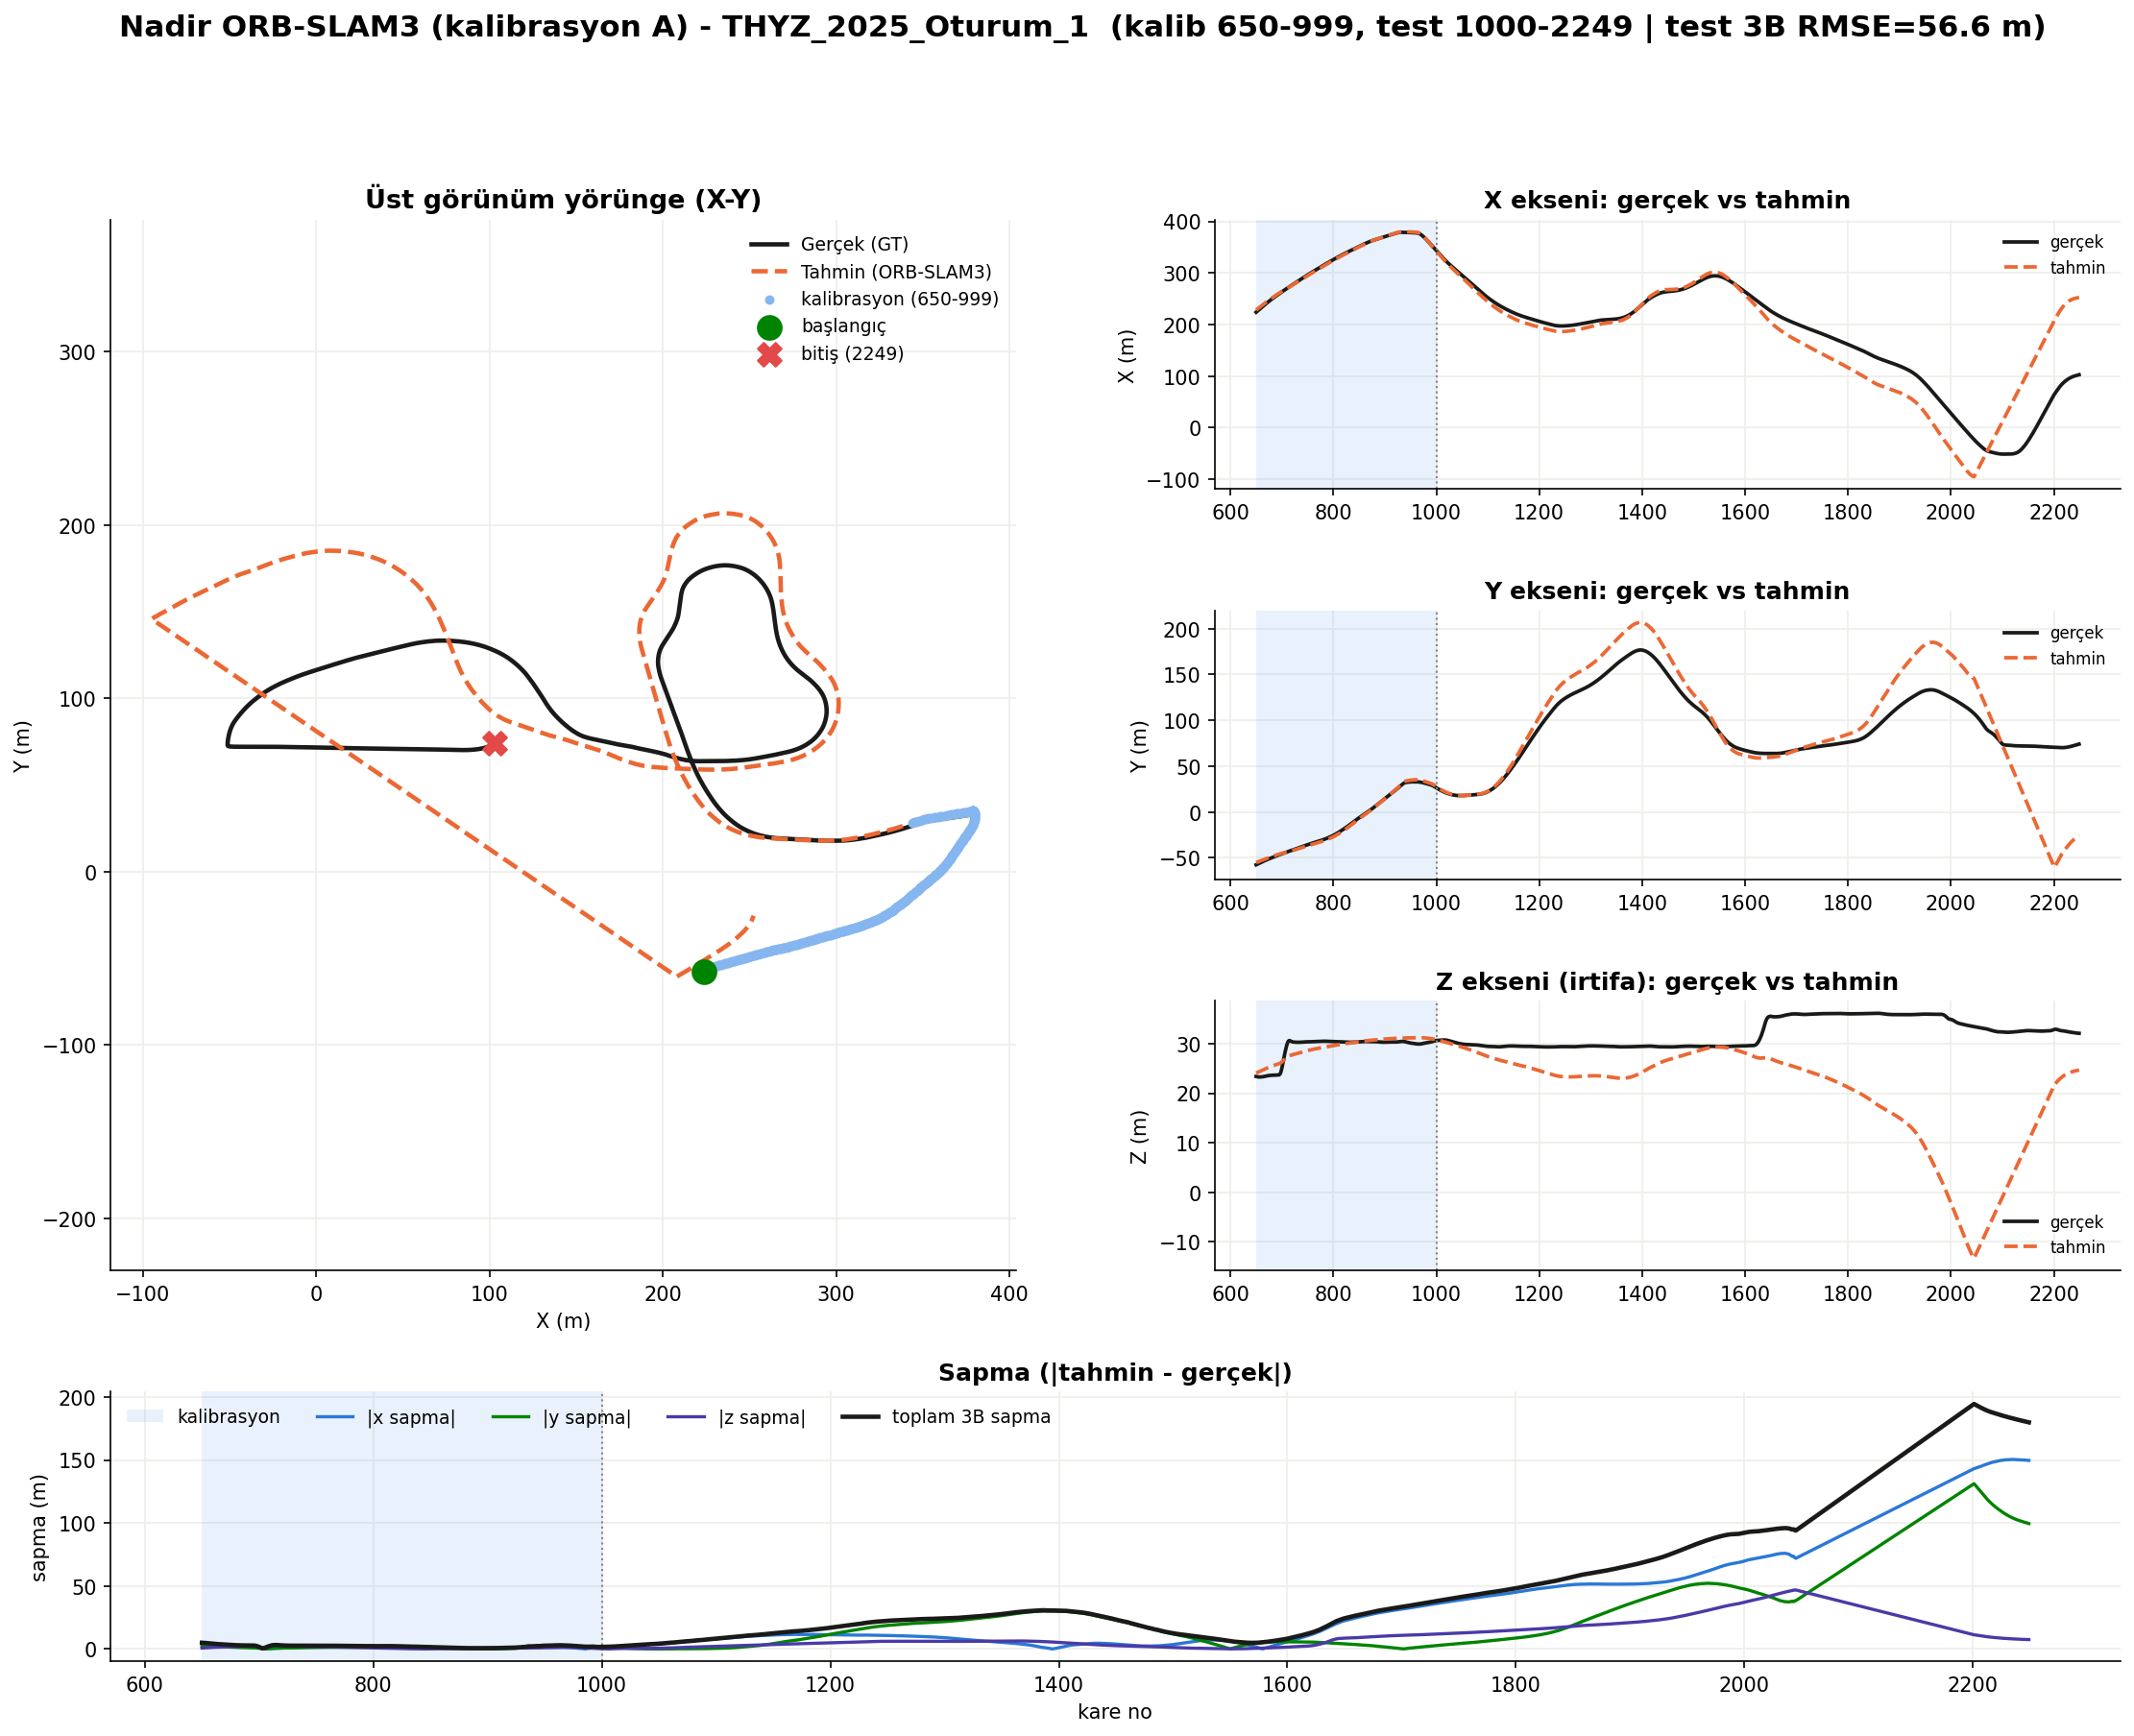 Nadir ORB-SLAM3 (kalibrasyon A) - THYZ_2025_Oturum_1  (kalib 650-999, test 1000-2249 | test 3B RMSE=56.6 m)
Üst görünüm yörünge (X-Y)
Gerçek (GT)
Tahmin (ORB-SLAM3)
kalibrasyon (650-999)
başlangıç
bitiş (2249)
300
200
100
0
−100
−200
Y (m)
−100 0 100 200 300 400
X (m)
X ekseni: gerçek vs tahmin
gerçek
tahmin
400
300
200
100
0
−100
X (m)
600 800 1000 1200 1400 1600 1800 2000 2200
Y ekseni: gerçek vs tahmin
gerçek
tahmin
200
150
100
50
0
−50
Y (m)
600 800 1000 1200 1400 1600 1800 2000 2200
Z ekseni (irtifa): gerçek vs tahmin
30
20
10
0
−10
Z (m)
gerçek
tahmin
600 800 1000 1200 1400 1600 1800 2000 2200
Sapma (|tahmin - gerçek|)
kalibrasyon |x sapma| |y sapma| |z sapma| toplam 3B sapma
200
150
100
50
0
sapma (m)
600 800 1000 1200 1400 1600 1800 2000 2200
kare no